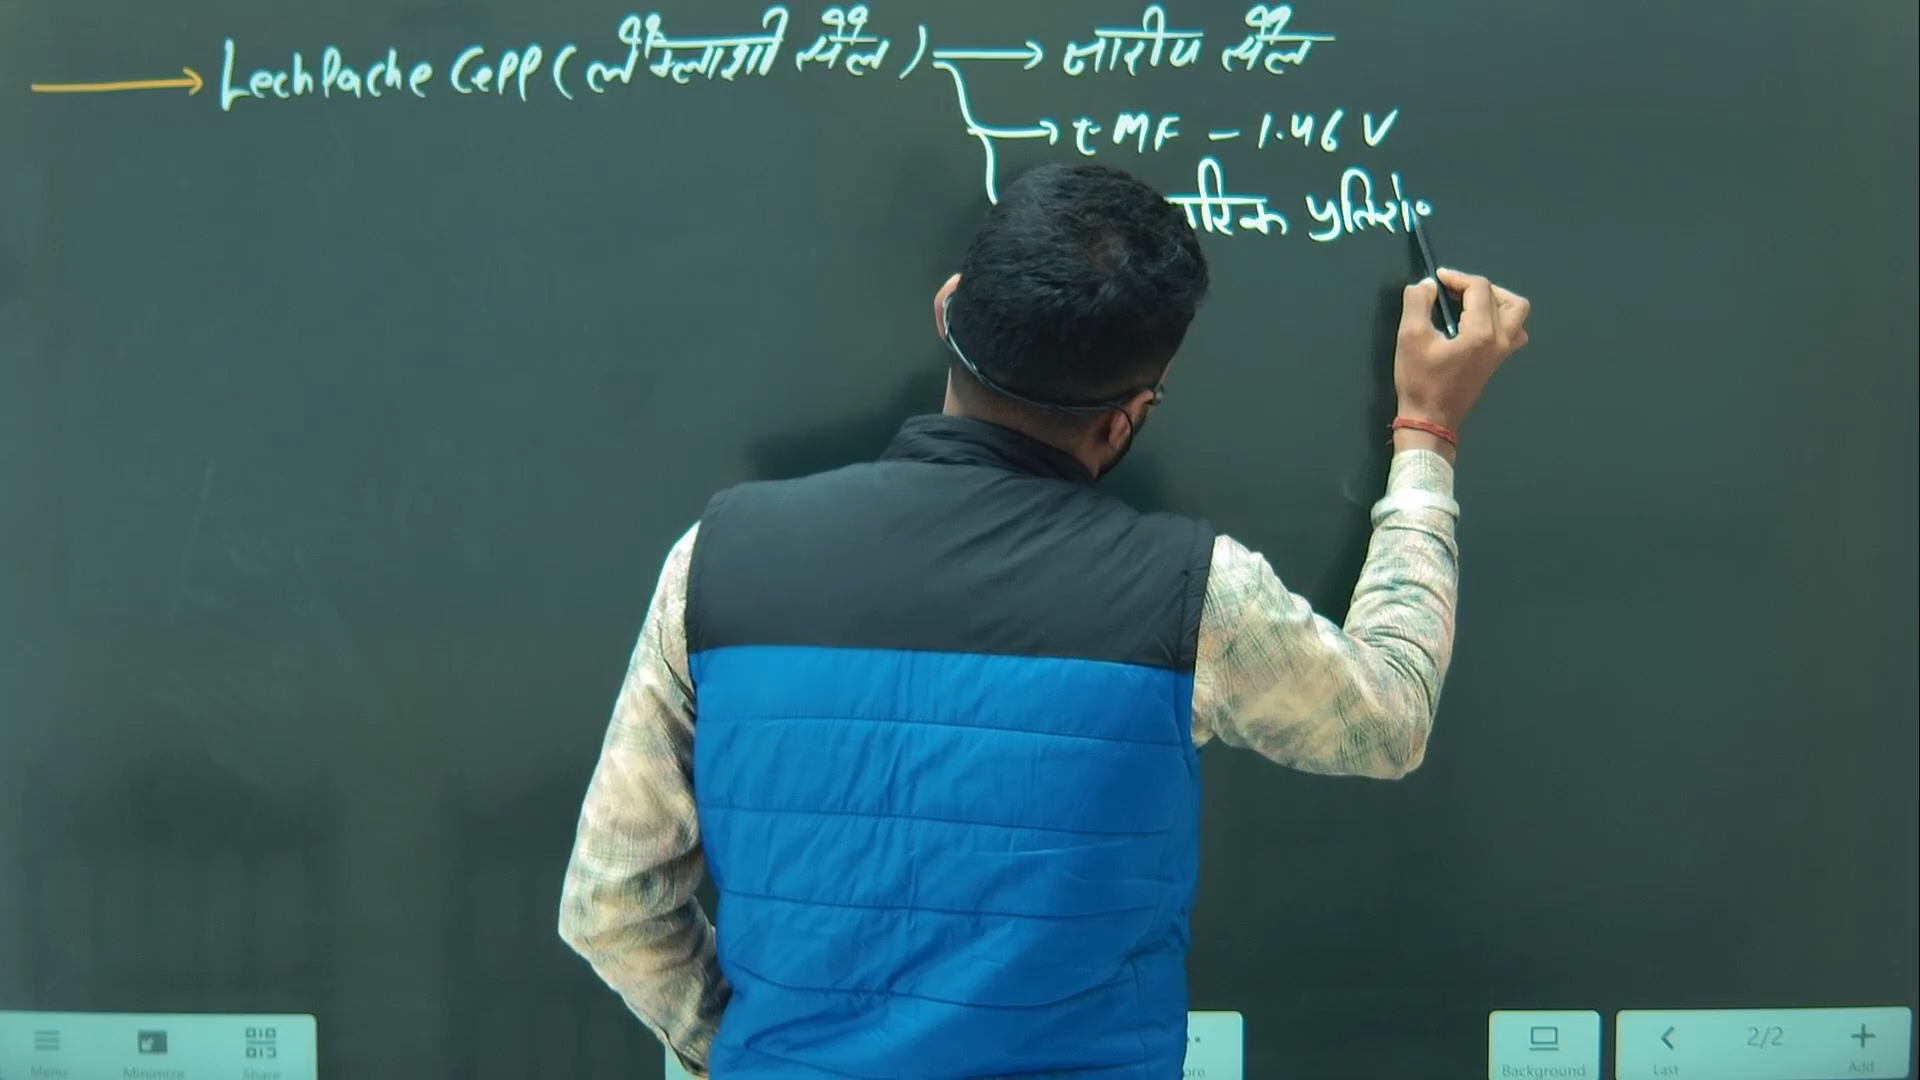 Lechlache Cell (लेक्लांशी सेल) → क्षारीय सेल
→ EMF - 1.46 V
प्रतिरो
Menu
Minimize
Share
Background
Last
2/2
Add